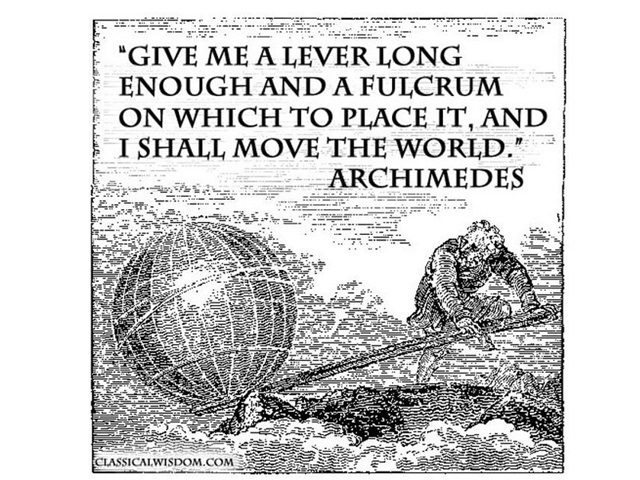 "GIVE ME A LEVER LONG
ENOUGH AND A FULCRUM
ON WHICH TO PLACE IT, AND
I SHALL MOVE THE WORLD."
ARCHIMEDES
CLASSICALWISDOM.COM